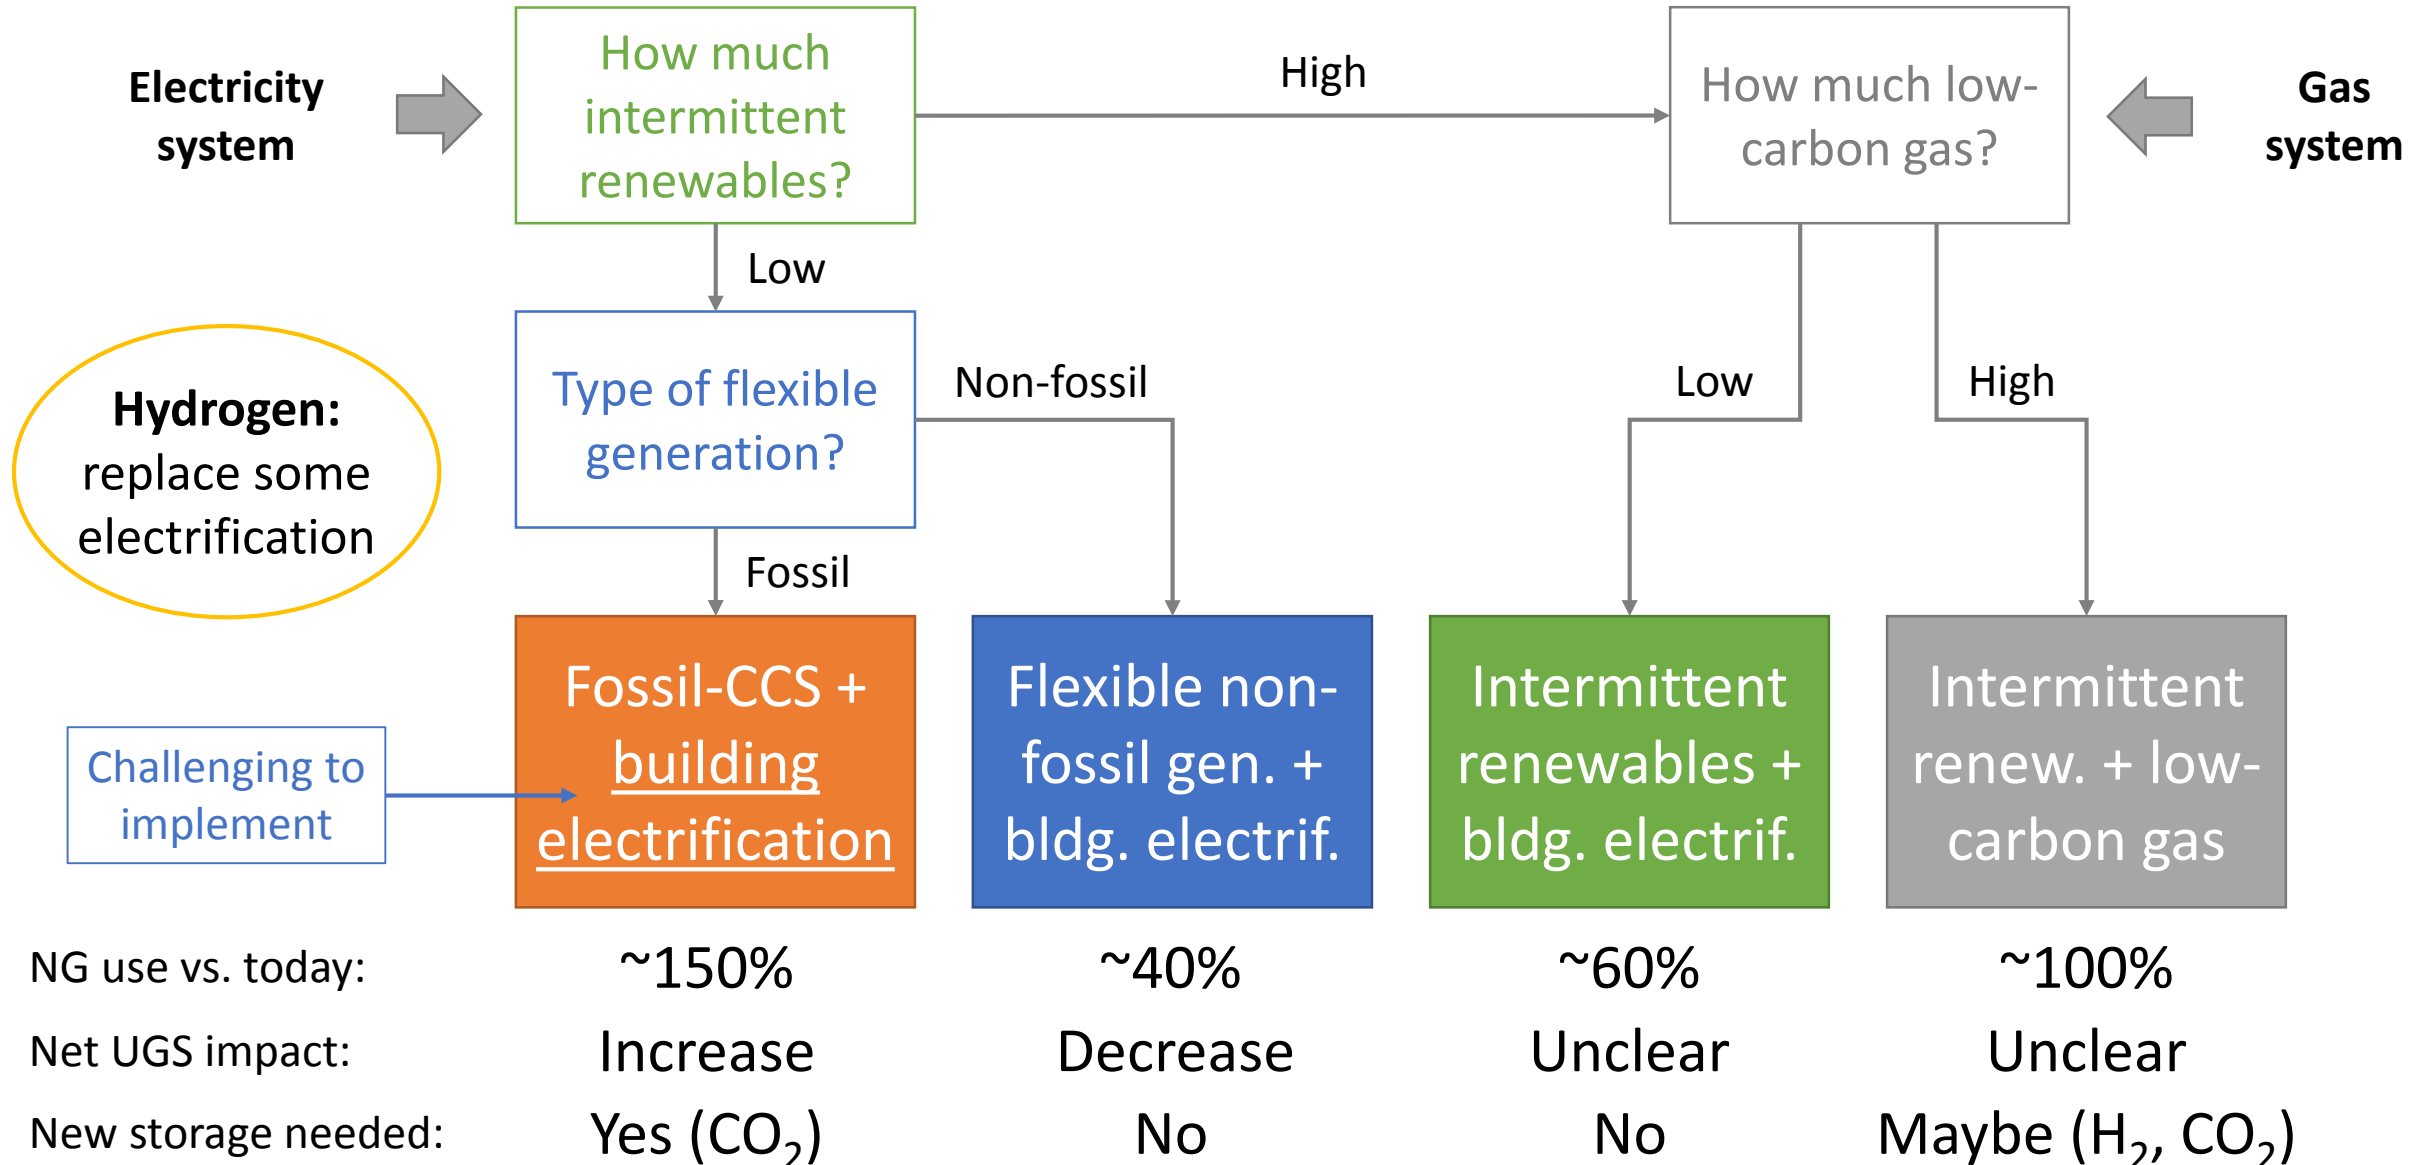 Electricity
system
How much
intermittent
renewables?
High
How much low-
carbon gas?
Gas
system
Low
Hydrogen:
replace some
electrification
Type of flexible
generation?
Non-fossil
Low
High
Fossil
Challenging to
implement
Fossil-CCS +
building
electrification
Flexible non-
fossil gen. +
bldg. electrif.
Intermittent
renewables +
bldg. electrif.
Intermittent
renew. + low-
carbon gas
NG use vs. today: ~150% ~40% ~60% ~100%
Net UGS impact: Increase Decrease Unclear Unclear
New storage needed: Yes (CO₂) No No Maybe (H₂, CO₂)